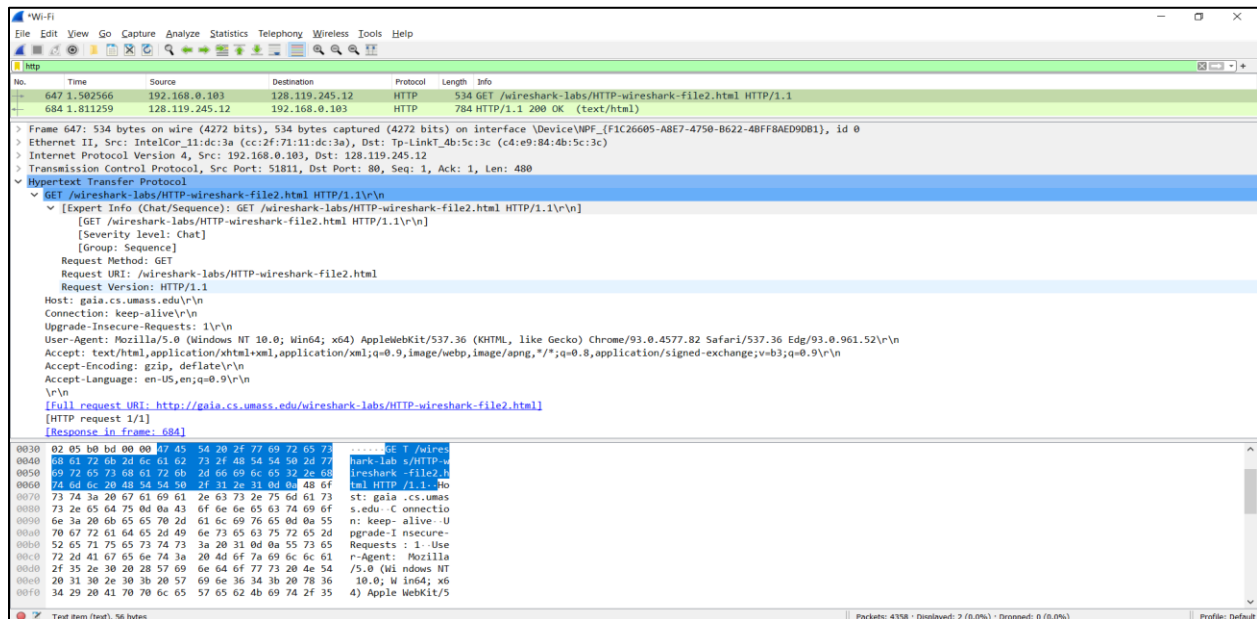 *Wi-Fi
File Edit View Go Capture Analyze Statistics Telephony Wireless Tools Help
http
No. Time Source Destination Protocol Length Info
647 1.502566 192.168.0.103 128.119.245.12 HTTP 534 GET /wireshark-labs/HTTP-wireshark-file2.html HTTP/1.1
684 1.811259 128.119.245.12 192.168.0.103 HTTP 784 HTTP/1.1 200 OK (text/html)
> Frame 647: 534 bytes on wire (4272 bits), 534 bytes captured (4272 bits) on interface \Device\NPF_{F1C26605-A8E7-4750-B622-4BFF8AED9DB1}, id 0
> Ethernet II, Src: IntelCor_11:dc:3a (cc:2f:71:11:dc:3a), Dst: Tp-LinkT_4b:5c:3c (c4:e9:84:4b:5c:3c)
> Internet Protocol Version 4, Src: 192.168.0.103, Dst: 128.119.245.12
> Transmission Control Protocol, Src Port: 51811, Dst Port: 80, Seq: 1, Ack: 1, Len: 480
Hypertext Transfer Protocol
GET /wireshark-labs/HTTP-wireshark-file2.html HTTP/1.1\r\n
[Expert Info (Chat/Sequence): GET /wireshark-labs/HTTP-wireshark-file2.html HTTP/1.1\r\n]
[GET /wireshark-labs/HTTP-wireshark-file2.html HTTP/1.1\r\n]
[Severity level: Chat]
[Group: Sequence]
Request Method: GET
Request URI: /wireshark-labs/HTTP-wireshark-file2.html
Request Version: HTTP/1.1
Host: gaia.cs.umass.edu\r\n
Connection: keep-alive\r\n
Upgrade-Insecure-Requests: 1\r\n
User-Agent: Mozilla/5.0 (Windows NT 10.0; Win64; x64) AppleWebKit/537.36 (KHTML, like Gecko) Chrome/93.0.4577.82 Safari/537.36 Edg/93.0.961.52\r\n
Accept: text/html,application/xhtml+xml,application/xml;q=0.9,image/webp,image/apng,*/*;q=0.8,application/signed-exchange;v=b3;q=0.9\r\n
Accept-Encoding: gzip, deflate\r\n
Accept-Language: en-US,en;q=0.9\r\n
\r\n
[Full request URI: http://gaia.cs.umass.edu/wireshark-labs/HTTP-wireshark-file2.html]
[HTTP request 1/1]
[Response in frame: 684]
0030 02 05 b0 bd 00 00 47 45 54 20 2f 77 69 72 65 73 ······GE T /wires
0040 68 61 72 6b 2d 6c 61 62 73 2f 48 54 54 50 2d 77 hark-lab s/HTTP-w
0050 69 72 65 73 68 61 72 6b 2d 66 69 6c 65 32 2e 68 ireshark -file2.h
0060 74 6d 6c 20 48 54 54 50 2f 31 2e 31 0d 0a 48 6f tml HTTP /1.1··Ho
0070 73 74 3a 20 67 61 69 61 2e 63 73 2e 75 6d 61 73 st: gaia .cs.umas
0080 73 2e 65 64 75 0d 0a 43 6f 6e 6e 65 63 74 69 6f s.edu··C onnectio
0090 6e 3a 20 6b 65 65 70 2d 61 6c 69 76 65 0d 0a 55 n: keep- alive··U
00a0 70 67 72 61 64 65 2d 49 6e 73 65 63 75 72 65 2d pgrade-I nsecure-
00b0 52 65 71 75 65 73 74 73 3a 20 31 0d 0a 55 73 65 Requests : 1··Use
00c0 72 2d 41 67 65 6e 74 3a 20 4d 6f 7a 69 6c 6c 61 r-Agent: Mozilla
00d0 2f 35 2e 30 20 28 57 69 6e 64 6f 77 73 20 4e 54 /5.0 (Wi ndows NT
00e0 20 31 30 2e 30 3b 20 57 69 6e 36 34 3b 20 78 36 10.0; W in64; x6
00f0 34 29 20 41 70 70 6c 65 57 65 62 4b 69 74 2f 35 4) Apple WebKit/5
Text item (text), 56 bytes Packets: 4358 · Displayed: 2 (0.0%) · Dropped: 0 (0.0%) Profile: Default